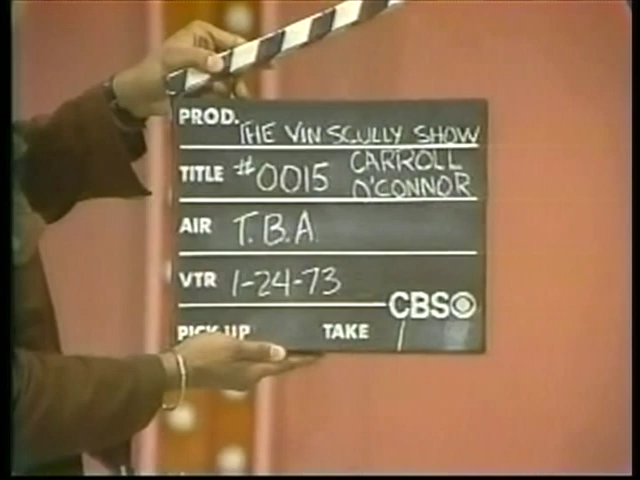 PROD. THE VIN SCULLY SHOW
TITLE #0015 CARROLL
O'CONNOR
AIR T.B.A.
VTR 1-24-73
CBS
PICK UP TAKE 1